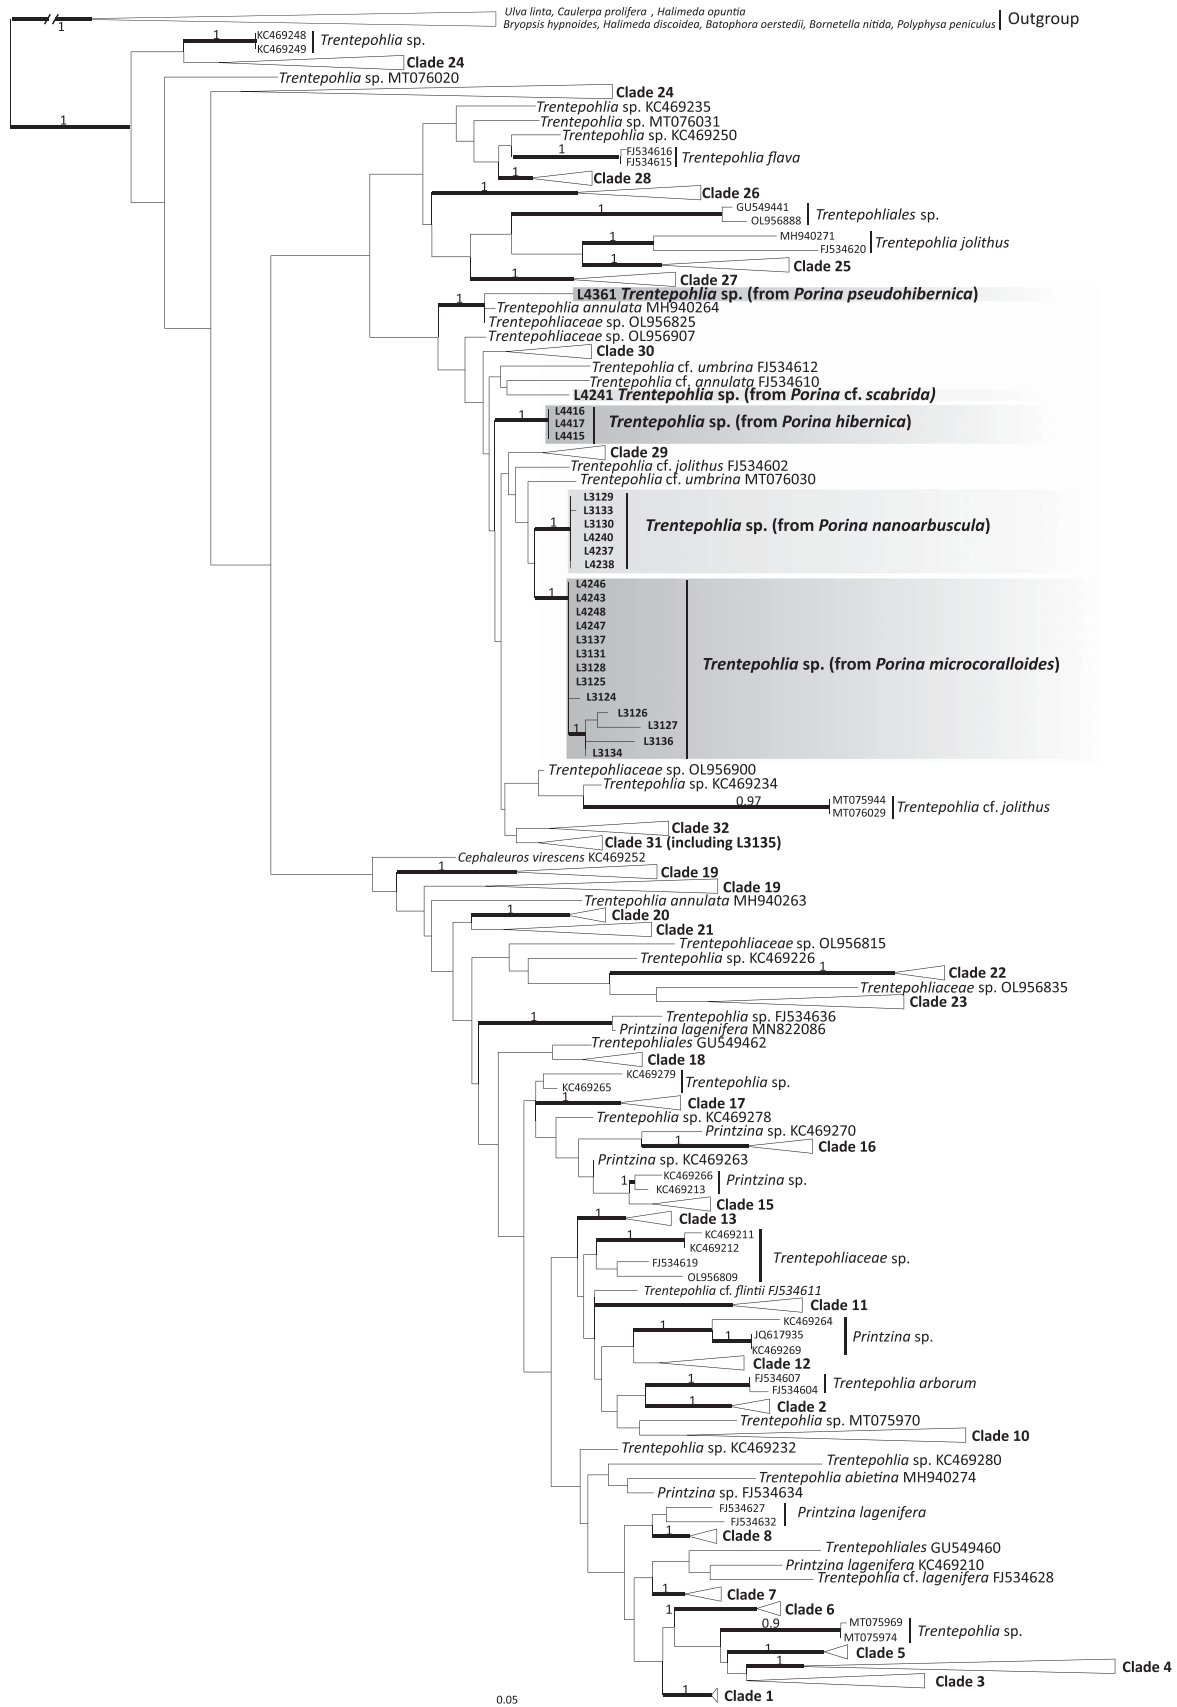 Ulva linta, Caulerpa prolifera , Halimeda opuntia
Bryopsis hypnoides, Halimeda discoidea, Batophora oerstedii, Bornetella nitida, Polyphysa peniculus
Outgroup
1
1
KC469248
KC469249
Trentepohlia sp.
Clade 24
Trentepohlia sp. MT076020
Clade 24
1
Trentepohlia sp. KC469235
Trentepohlia sp. MT076031
Trentepohlia sp. KC469250
1
FJ534616
FJ534615
Trentepohlia flava
1
Clade 28
1
Clade 26
1
GU549441
OL956888
Trentepohliales sp.
1
MH940271
FJ534620
Trentepohlia jolithus
1
Clade 25
1
Clade 27
L4361 Trentepohlia sp. (from Porina pseudohibernica)
1
Trentepohlia annulata MH940264
Trentepohliaceae sp. OL956825
Trentepohliaceae sp. OL956907
Clade 30
Trentepohlia cf. umbrina FJ534612
Trentepohlia cf. annulata FJ534610
L4241 Trentepohlia sp. (from Porina cf. scabrida)
1
L4416
L4417
L4415
Trentepohlia sp. (from Porina hibernica)
Clade 29
Trentepohlia cf. jolithus FJ534602
Trentepohlia cf. umbrina MT076030
1
L3129
L3133
L3130
L4240
L4237
L4238
Trentepohlia sp. (from Porina nanoarbuscula)
1
L4246
L4243
L4248
L4247
L3137
L3131
L3128
L3125
L3124
L3126
L3127
1
L3136
L3134
Trentepohlia sp. (from Porina microcoralloides)
Trentepohliaceae sp. OL956900
Trentepohlia sp. KC469234
0.97
MT075944
MT076029
Trentepohlia cf. jolithus
Clade 32
Clade 31 (including L3135)
Cephaleuros virescens KC469252
1
Clade 19
Clade 19
Trentepohlia annulata MH940263
1
Clade 20
Clade 21
Trentepohliaceae sp. OL956815
Trentepohlia sp. KC469226
1
Clade 22
Trentepohliaceae sp. OL956835
Clade 23
1
Trentepohlia sp. FJ534636
Printzina lagenifera MN822086
Trentepohliales GU549462
Clade 18
KC469279
KC469265
Trentepohlia sp.
1
Clade 17
Trentepohlia sp. KC469278
Printzina sp. KC469270
1
Clade 16
Printzina sp. KC469263
1
KC469266
KC469213
Printzina sp.
Clade 15
1
Clade 13
1
KC469211
KC469212
FJ534619
OL956809
Trentepohliaceae sp.
Trentepohlia cf. flintii FJ534611
Clade 11
1
KC469264
1
JQ617935
KC469269
Printzina sp.
Clade 12
1
FJ534607
FJ534604
Trentepohlia arborum
1
Clade 2
Trentepohlia sp. MT075970
Clade 10
Trentepohlia sp. KC469232
Trentepohlia sp. KC469280
Trentepohlia abietina MH940274
Printzina sp. FJ534634
FJ534627
FJ534632
Printzina lagenifera
1
Clade 8
Trentepohliales GU549460
Printzina lagenifera KC469210
Trentepohlia cf. lagenifera FJ534628
1
Clade 7
1
Clade 6
0.9
MT075969
MT075974
Trentepohlia sp.
1
Clade 5
1
Clade 4
Clade 3
1
Clade 1
0.05